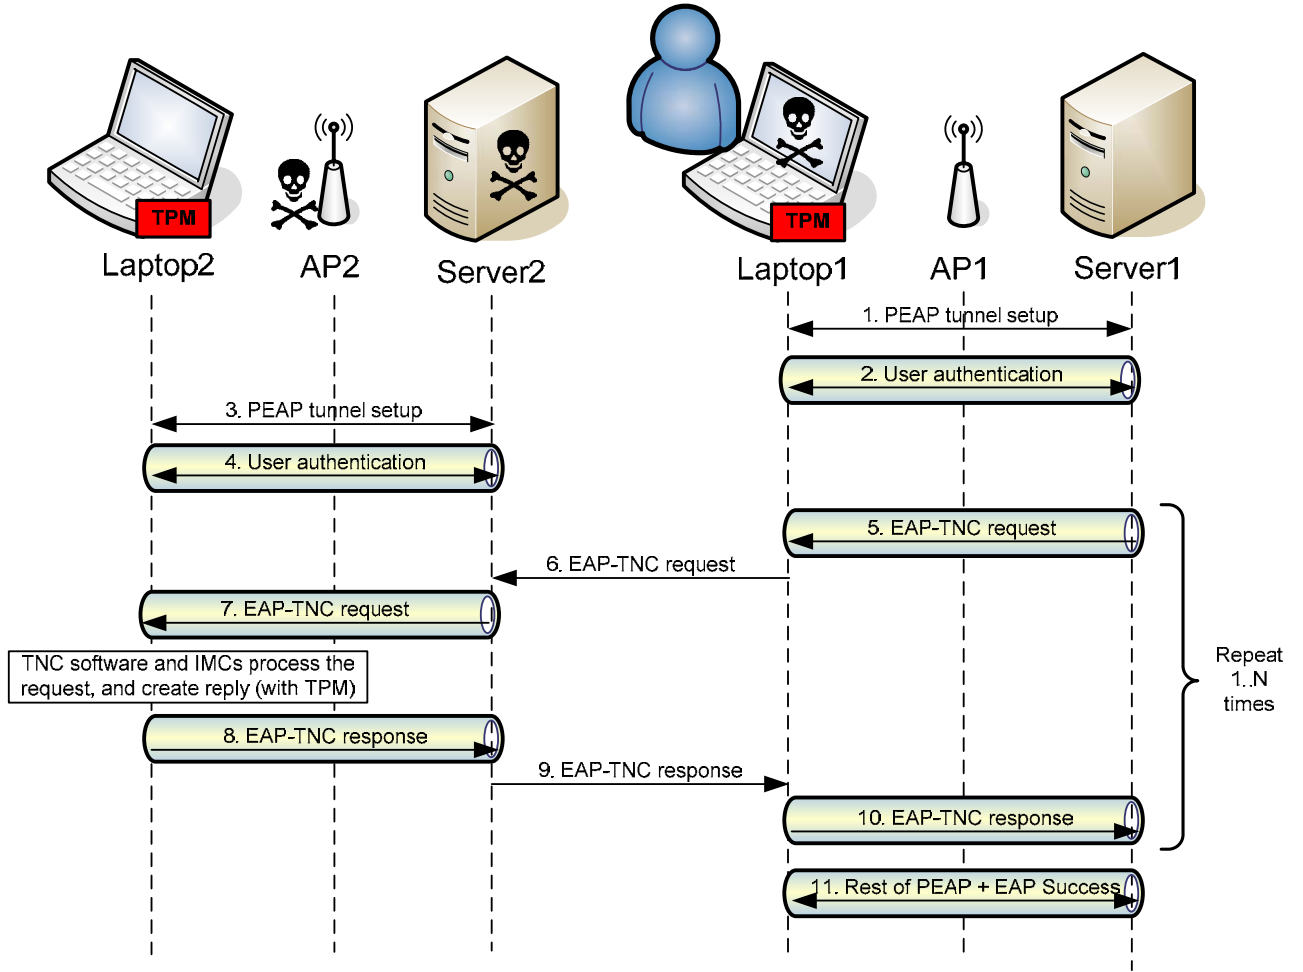 TPM
TPM
Laptop2
AP2
Server2
Laptop1
AP1
Server1
1. PEAP tunnel setup
2. User authentication
3. PEAP tunnel setup
4. User authentication
5. EAP-TNC request
6. EAP-TNC request
7. EAP-TNC request
TNC software and IMCs process the
request, and create reply (with TPM)
Repeat
1..N
times
8. EAP-TNC response
9. EAP-TNC response
10. EAP-TNC response
11. Rest of PEAP + EAP Success